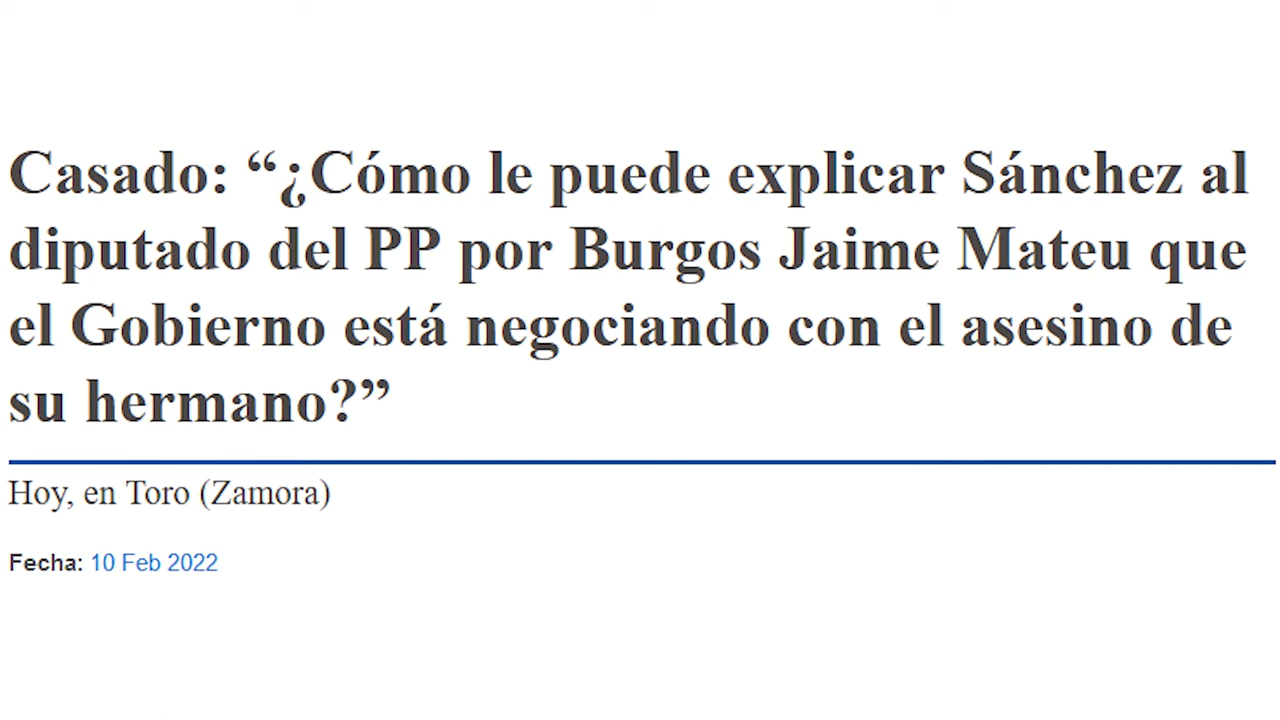 Casado: “¿Cómo le puede explicar Sánchez al
diputado del PP por Burgos Jaime Mateu que
el Gobierno está negociando con el asesino de
su hermano?”
Hoy, en Toro (Zamora)
Fecha: 10 Feb 2022